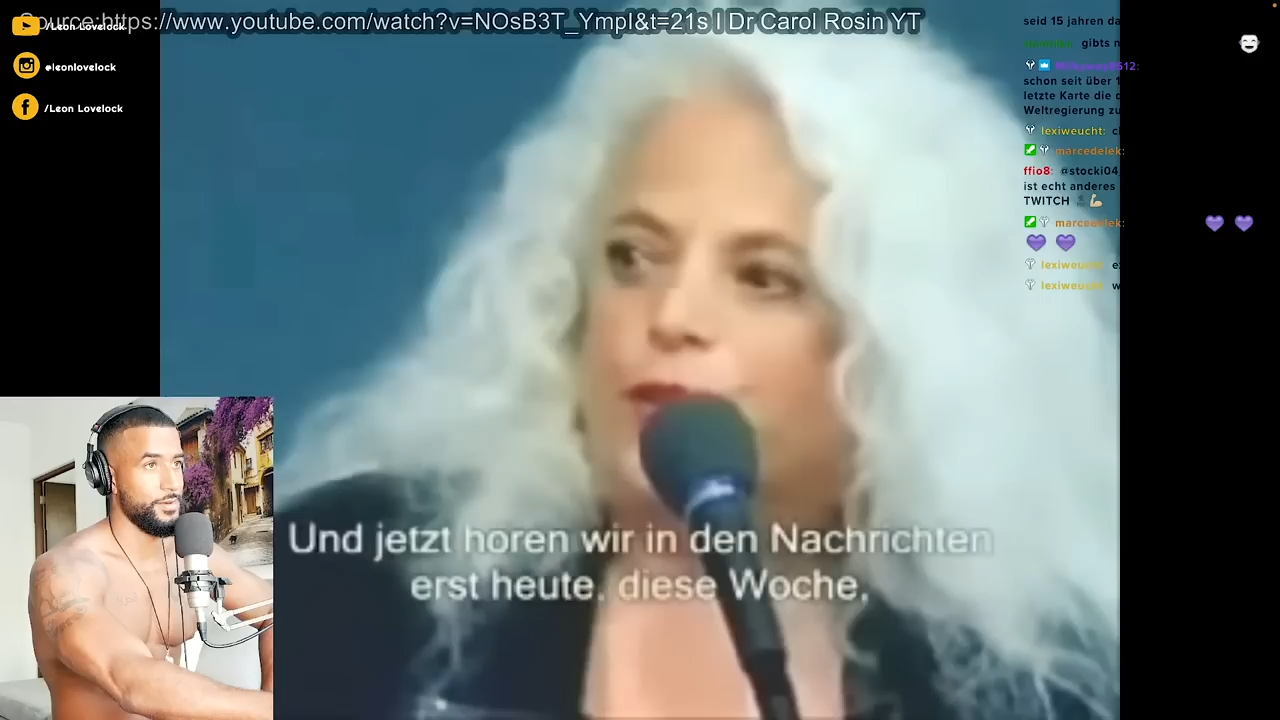 Source:https://www.youtube.com/watch?v=NOsB3T_YmpI&t=21s I Dr Carol Rosin YT
/Leon Lovelock
@leonlovelock
/Leon Lovelock
seid 15 jahren da
gibts n
schon seit über 1
letzte Karte die d
Weltregierung zu
lexiweucht:
marcedelek:
ffio8: @stocki04
ist echt anderes
TWITCH
marcedelek:
lexiweucht
lexiweucht w
Und jetzt horen wir in den Nachrichten
erst heute, diese Woche,